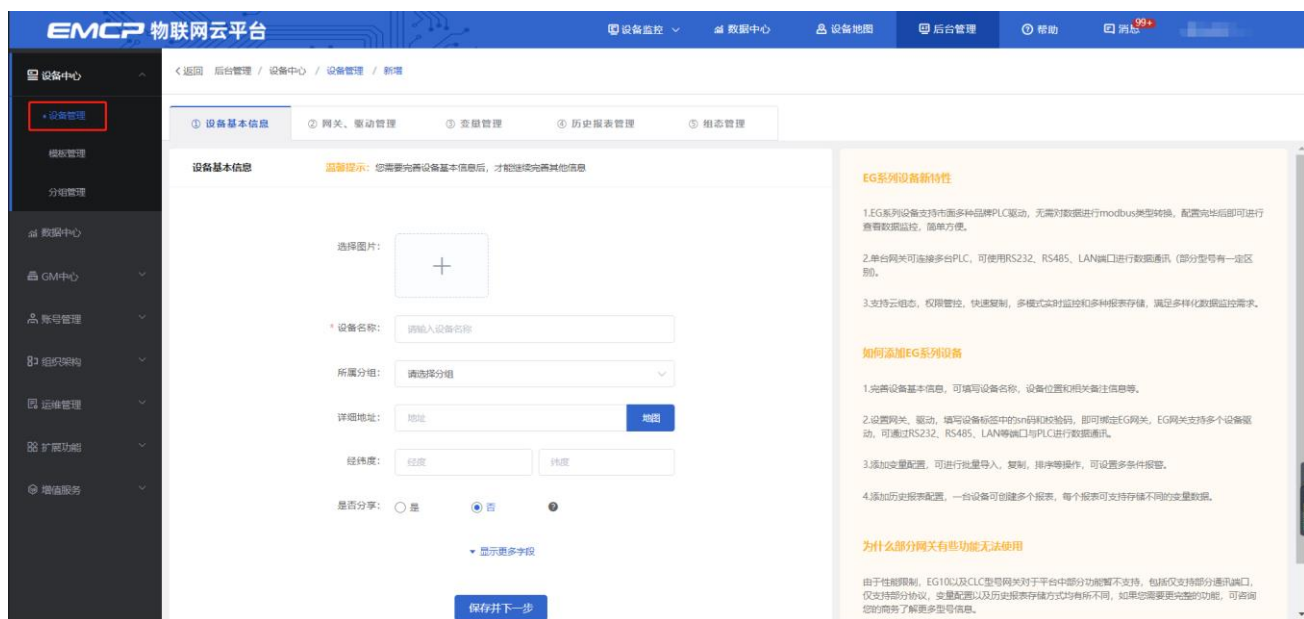 EMCP 物联网云平台
设备监控
数据中心
设备地图
后台管理
帮助
消息
99+
设备中心
设备管理
模板管理
分组管理
数据中心
GM中心
账号管理
组织架构
运维管理
扩展功能
增值服务
<返回 后台管理 / 设备中心 / 设备管理 / 新增
① 设备基本信息
② 网关、驱动管理
③ 变量管理
④ 历史报表管理
⑤ 组态管理
设备基本信息
温馨提示：您需要完善设备基本信息后，才能继续完善其他信息
选择图片：
* 设备名称：
请输入设备名称
所属分组：
请选择分组
详细地址：
地址
地图
经纬度：
经度
纬度
是否分享：
是
否
显示更多字段
保存并下一步
EG系列设备新特性
1.EG系列设备支持市面多种品牌PLC驱动，无需对数据进行modbus类型转换，配置完毕后即可进行
查看数据监控，简单方便。
2.单台网关可连接多台PLC，可使用RS232、RS485、LAN端口进行数据通讯（部分型号有一定区
别）。
3.支持云组态，权限管控，快速复制，多模式实时监控和多种报表存储，满足多样化数据监控需求。
如何添加EG系列设备
1.完善设备基本信息，可填写设备名称、设备位置和相关备注信息等。
2.设置网关、驱动，填写设备标签中的sn码和校验码，即可绑定EG网关，EG网关支持多个设备驱
动，可通过RS232、RS485、LAN等端口与PLC进行数据通讯。
3.添加变量配置，可进行批量导入，复制，排序等操作，可设置多条件报警。
4.添加历史报表配置，一台设备可创建多个报表，每个报表可支持存储不同的变量数据。
为什么部分网关有些功能无法使用
由于性能限制，EG10以及CLC型号网关对于平台中部分功能暂不支持，包括仅支持部分通讯端口，
仅支持部分协议，变量配置以及历史报表存储方式均有所不同，如果您需要更完整的功能，可咨询
您的商务了解更多型号信息。